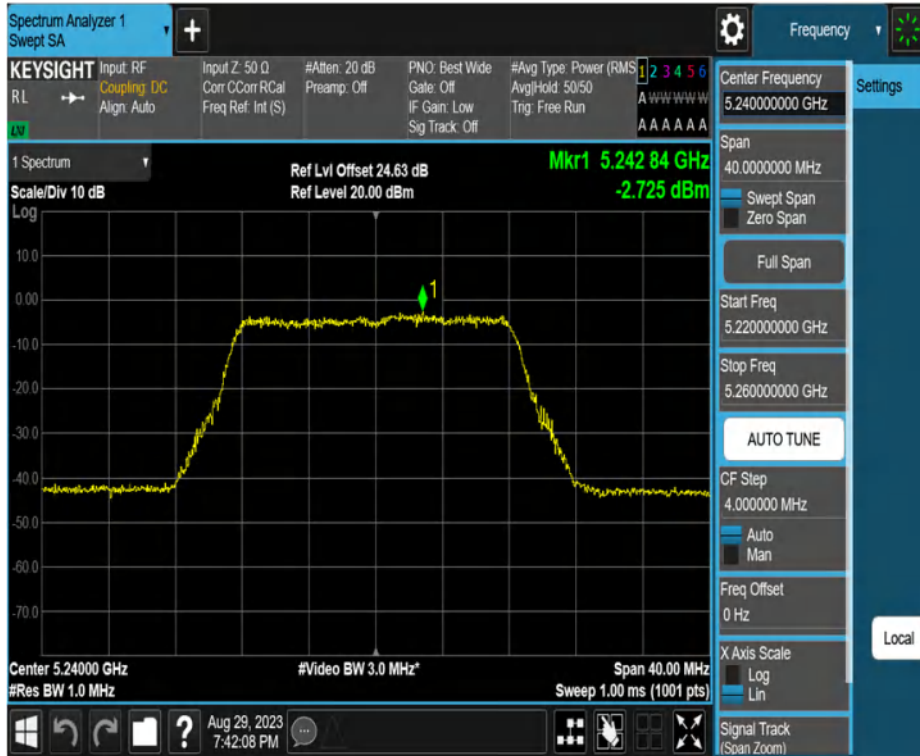 Spectrum Analyzer 1
Swept SA
+
Frequency
KEYSIGHT
RL
LXI
Input: RF
Coupling: DC
Align: Auto
Input Z: 50 Ω
Corr CCorr RCal
Freq Ref: Int (S)
#Atten: 20 dB
Preamp: Off
PNO: Best Wide
Gate: Off
IF Gain: Low
Sig Track: Off
#Avg Type: Power (RMS
Avg|Hold: 50/50
Trig: Free Run
1 2 3 4 5 6
A W W W W W
A A A A A A
1 Spectrum
Scale/Div 10 dB
Ref Lvl Offset 24.63 dB
Ref Level 20.00 dBm
Mkr1 5.242 84 GHz
-2.725 dBm
Log
10.0
0.00
-10.0
-20.0
-30.0
-40.0
-50.0
-60.0
-70.0
1
Center 5.24000 GHz
#Video BW 3.0 MHz*
Span 40.00 MHz
#Res BW 1.0 MHz
Sweep 1.00 ms (1001 pts)
?
Aug 29, 2023
7:42:08 PM
Center Frequency
5.240000000 GHz
Settings
Span
40.0000000 MHz
Swept Span
Zero Span
Full Span
Start Freq
5.220000000 GHz
Stop Freq
5.260000000 GHz
AUTO TUNE
CF Step
4.000000 MHz
Auto
Man
Freq Offset
0 Hz
X Axis Scale
Log
Lin
Local
Signal Track
(Span Zoom)